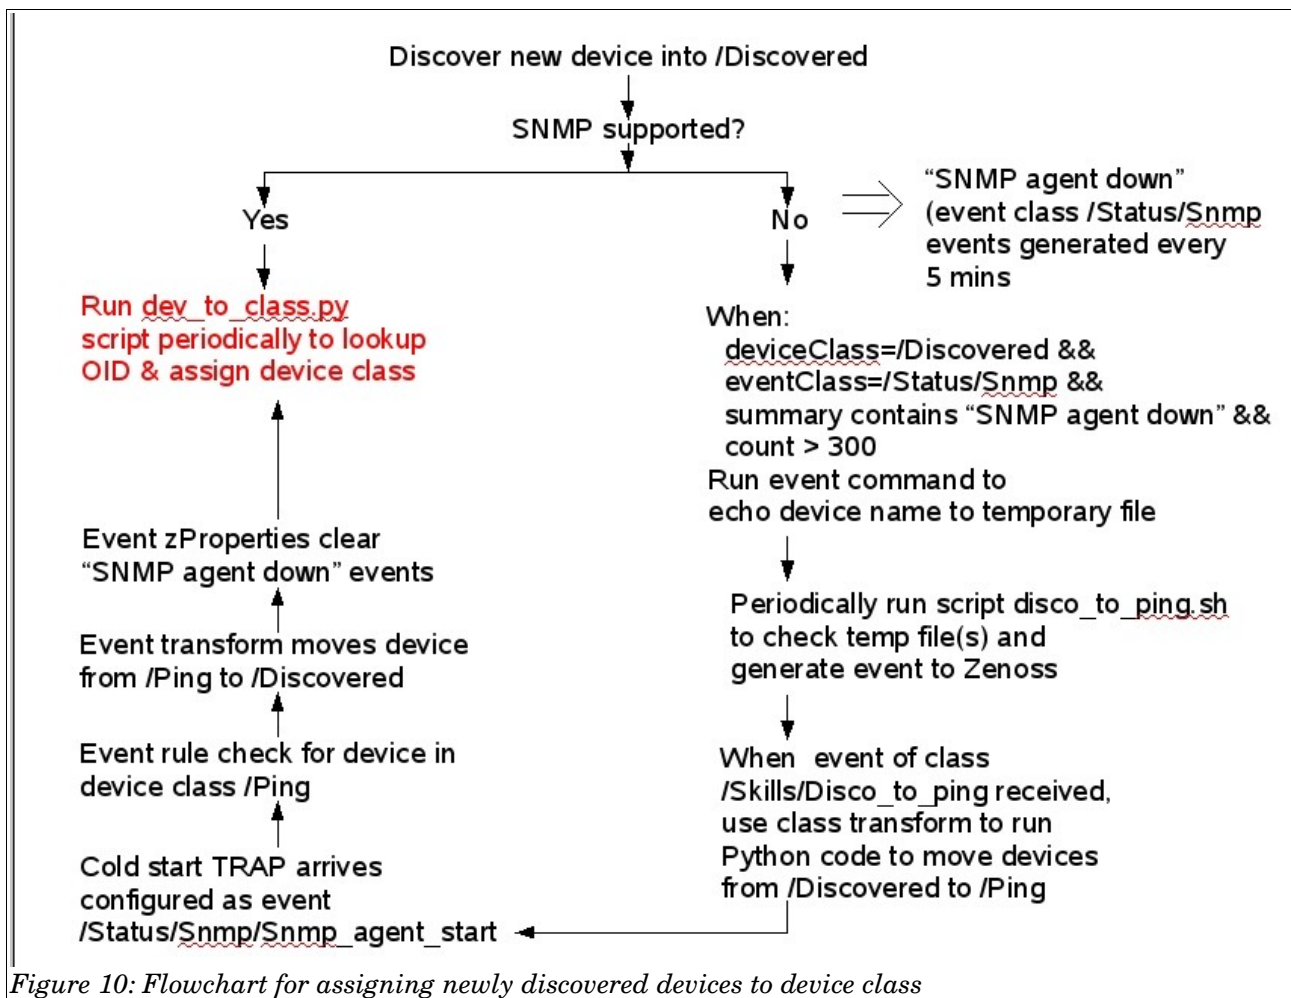 Discover new device into /Discovered
SNMP supported?
Yes
No
“SNMP agent down”
(event class /Status/Snmp
events generated every
5 mins
Run dev_to_class.py
script periodically to lookup
OID & assign device class
When:
deviceClass=/Discovered &&
eventClass=/Status/Snmp &&
summary contains “SNMP agent down” &&
count > 300
Run event command to
echo device name to temporary file
Periodically run script disco_to_ping.sh
to check temp file(s) and
generate event to Zenoss
When event of class
/Skills/Disco_to_ping received,
use class transform to run
Python code to move devices
from /Discovered to /Ping
Event zProperties clear
“SNMP agent down” events
Event transform moves device
from /Ping to /Discovered
Event rule check for device in
device class /Ping
Cold start TRAP arrives
configured as event
/Status/Snmp/Snmp_agent_start
Figure 10: Flowchart for assigning newly discovered devices to device class